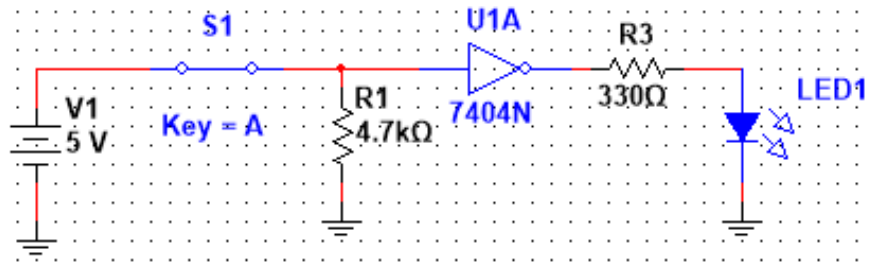 S1
U1A
R3
LED1
V1
5 V
Key = A
R1
4.7kΩ
7404N
330Ω